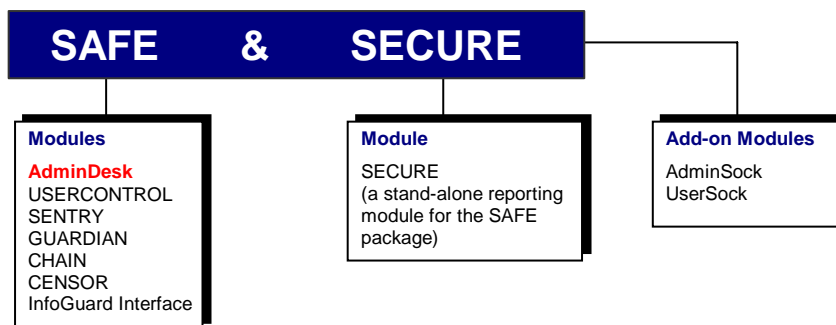 SAFE & SECURE
Modules
AdminDesk
USERCONTROL
SENTRY
GUARDIAN
CHAIN
CENSOR
InfoGuard Interface
Module
SECURE
(a stand-alone reporting
module for the SAFE
package)
Add-on Modules
AdminSock
UserSock